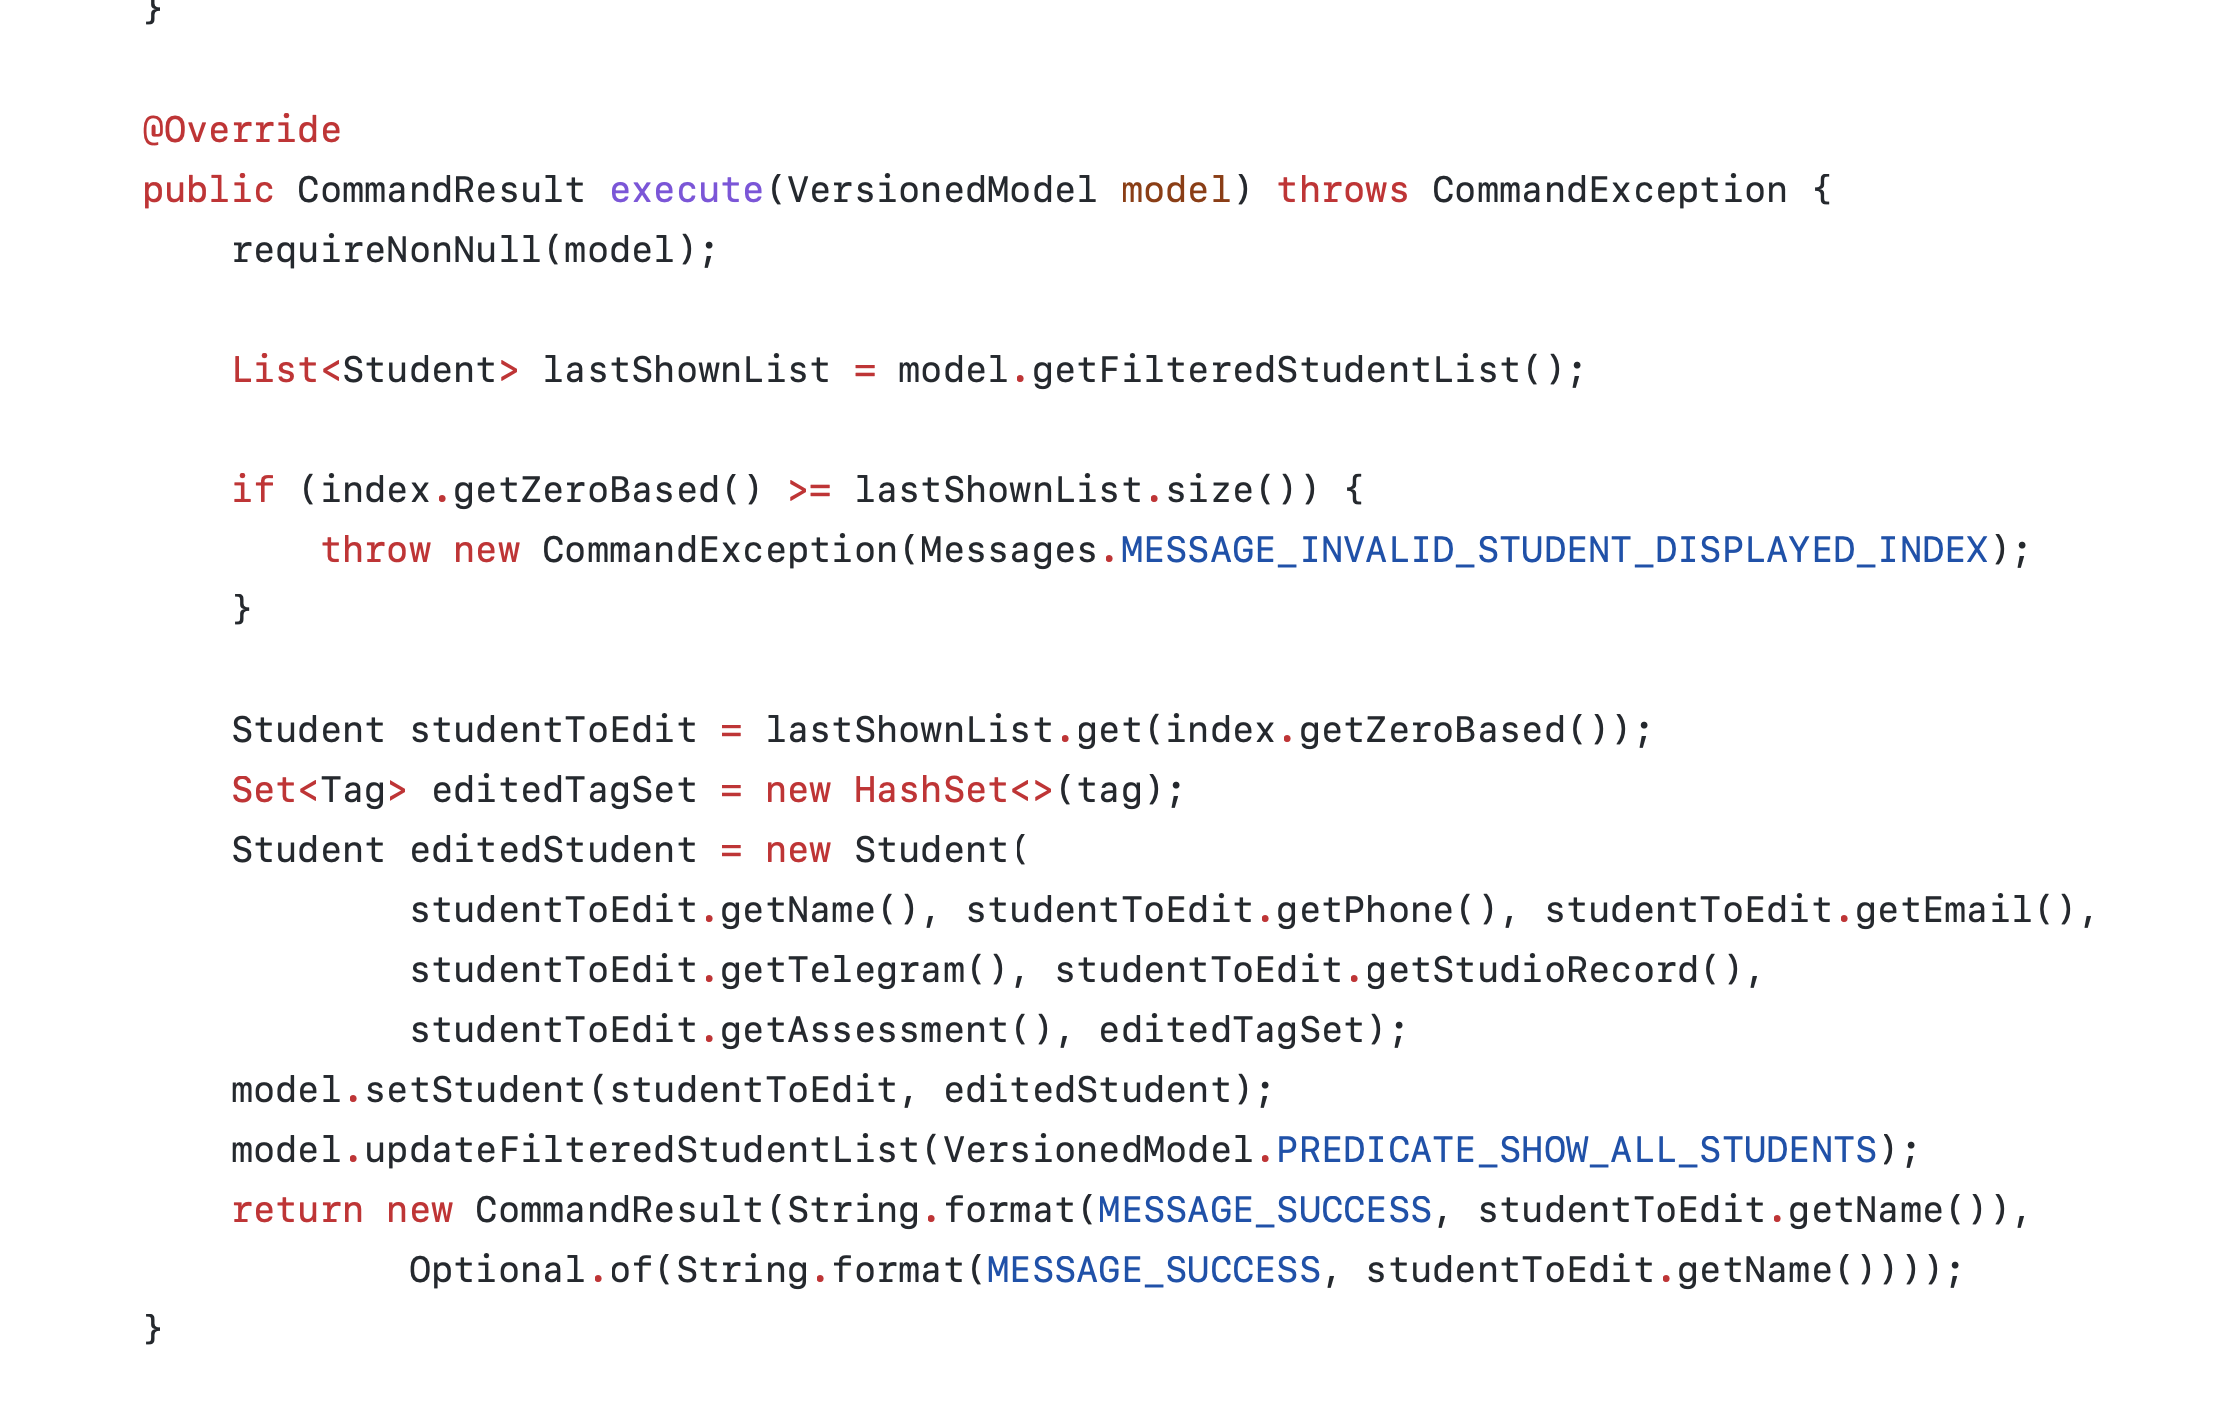 }
@Override
public CommandResult execute(VersionedModel model) throws CommandException {
requireNonNull(model);
List<Student> lastShownList = model.getFilteredStudentList();
if (index.getZeroBased() >= lastShownList.size()) {
throw new CommandException(Messages.MESSAGE_INVALID_STUDENT_DISPLAYED_INDEX);
}
Student studentToEdit = lastShownList.get(index.getZeroBased());
Set<Tag> editedTagSet = new HashSet<>(tag);
Student editedStudent = new Student(
studentToEdit.getName(), studentToEdit.getPhone(), studentToEdit.getEmail(),
studentToEdit.getTelegram(), studentToEdit.getStudioRecord(),
studentToEdit.getAssessment(), editedTagSet);
model.setStudent(studentToEdit, editedStudent);
model.updateFilteredStudentList(VersionedModel.PREDICATE_SHOW_ALL_STUDENTS);
return new CommandResult(String.format(MESSAGE_SUCCESS, studentToEdit.getName()),
Optional.of(String.format(MESSAGE_SUCCESS, studentToEdit.getName())));
}